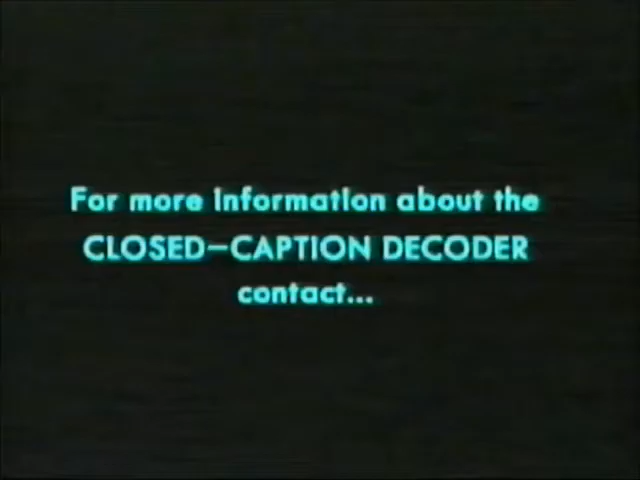 For more information about the
CLOSED–CAPTION DECODER
contact...